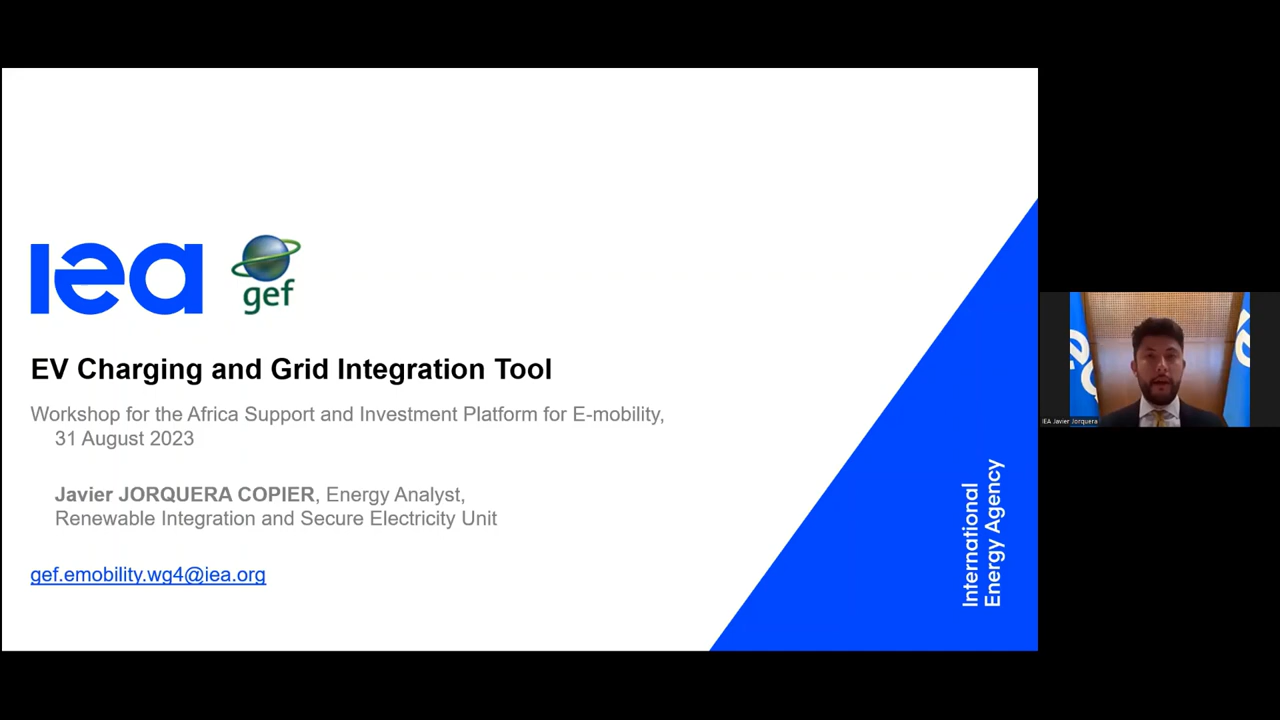 iea
gef
EV Charging and Grid Integration Tool
Workshop for the Africa Support and Investment Platform for E-mobility,
31 August 2023
Javier JORQUERA COPIER, Energy Analyst,
Renewable Integration and Secure Electricity Unit
gef.emobility.wg4@iea.org
International
Energy Agency
IEA Javier Jorquera